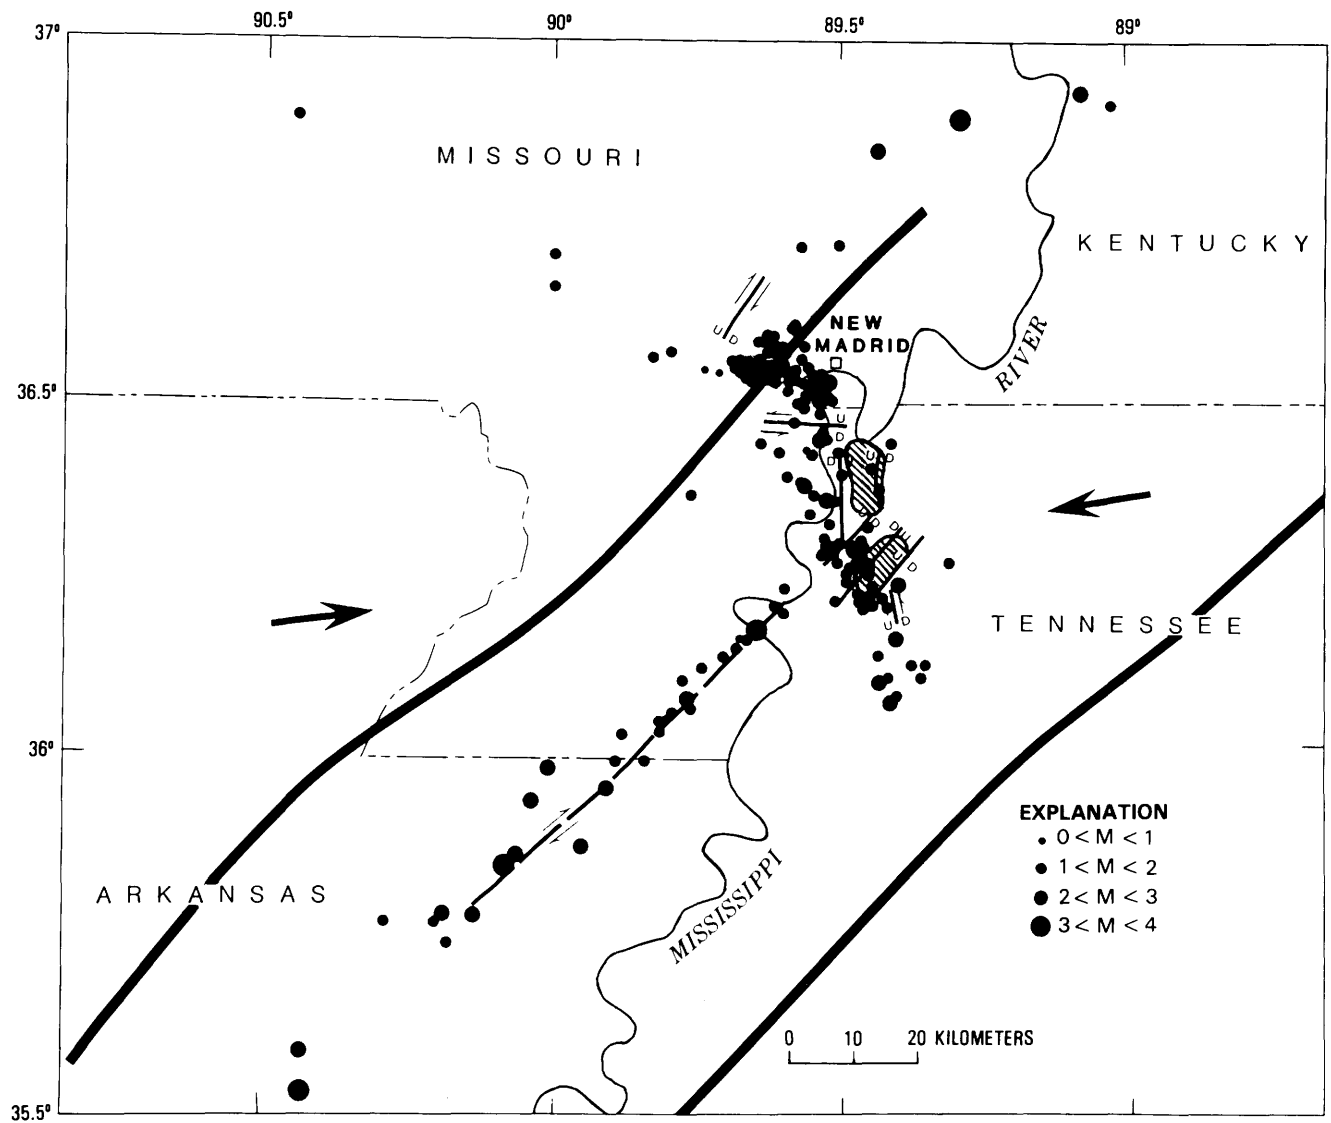 90.5° 90° 89.5° 89°
37°
MISSOURI
KENTUCKY
NEW
MADRID
RIVER
U D
36.5°
U
D
D
U D
U
D
D U
U D
U D
TENNESSEE
36°
EXPLANATION
0 < M < 1
1 < M < 2
2 < M < 3
3 < M < 4
ARKANSAS
MISSISSIPPI
0 10 20 KILOMETERS
35.5°